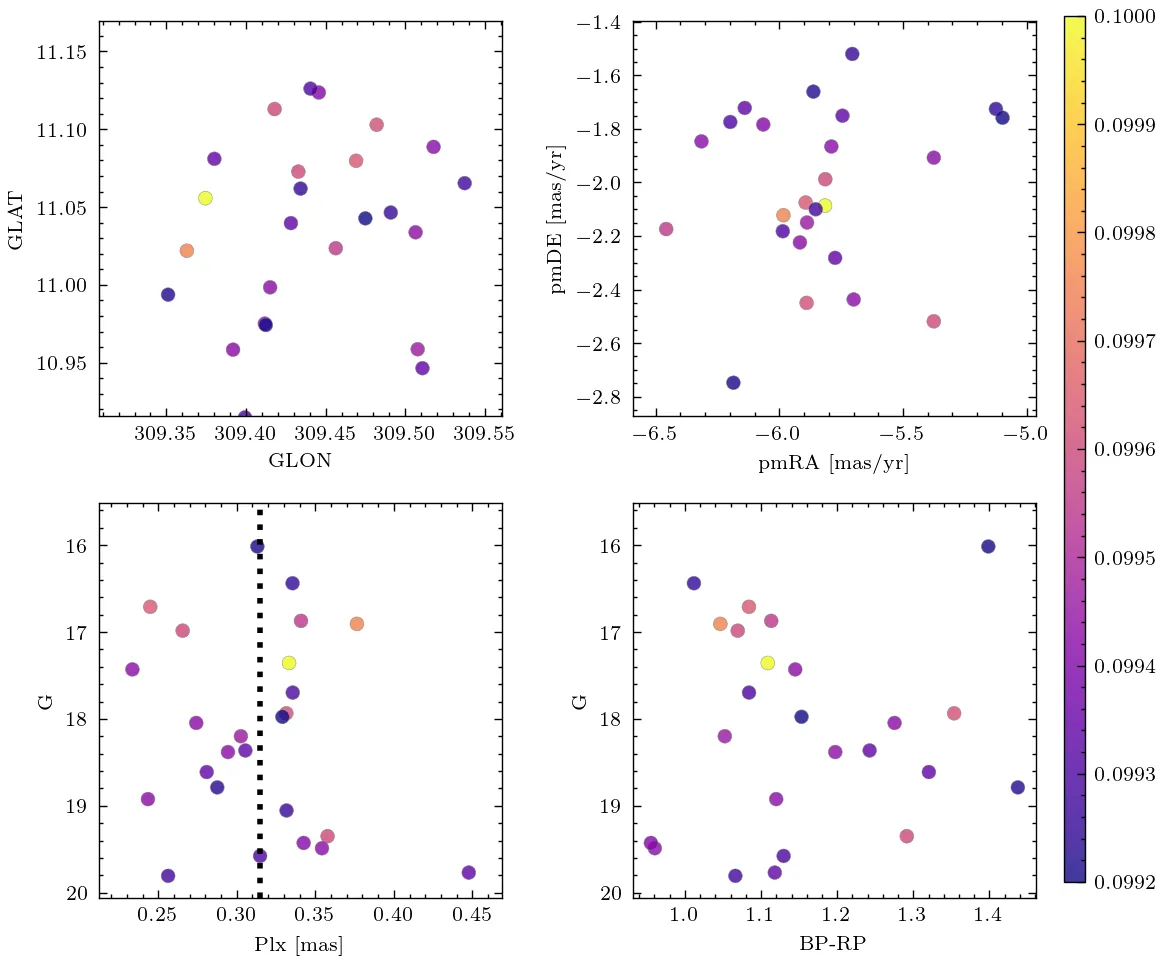 11.15
11.10
11.05
11.00
10.95
GLAT
309.35 309.40 309.45 309.50 309.55
GLON
−1.4
−1.6
−1.8
−2.0
−2.2
−2.4
−2.6
−2.8
pmDE [mas/yr]
−6.5 −6.0 −5.5 −5.0
pmRA [mas/yr]
16
17
18
19
20
G
0.25 0.30 0.35 0.40 0.45
Plx [mas]
16
17
18
19
20
G
1.0 1.1 1.2 1.3 1.4
BP-RP
0.1000
0.0999
0.0998
0.0997
0.0996
0.0995
0.0994
0.0993
0.0992